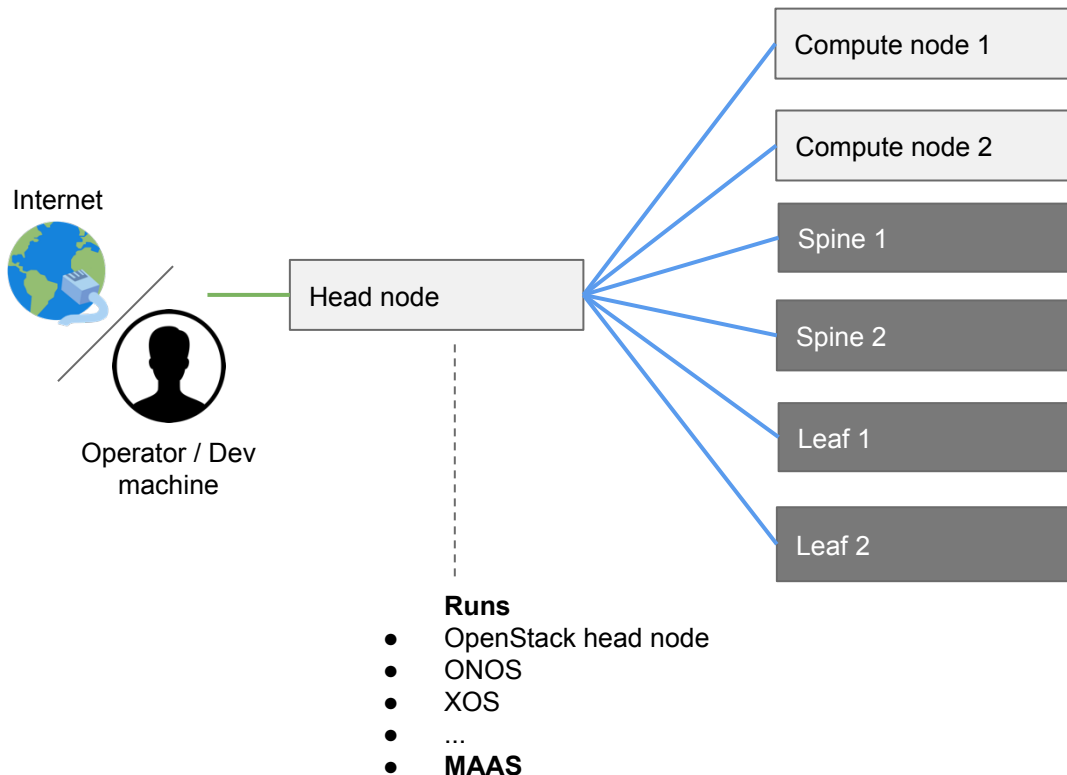 Internet
Operator / Dev
machine
Head node
Compute node 1
Compute node 2
Spine 1
Spine 2
Leaf 1
Leaf 2
Runs
● OpenStack head node
● ONOS
● XOS
● ...
● MAAS